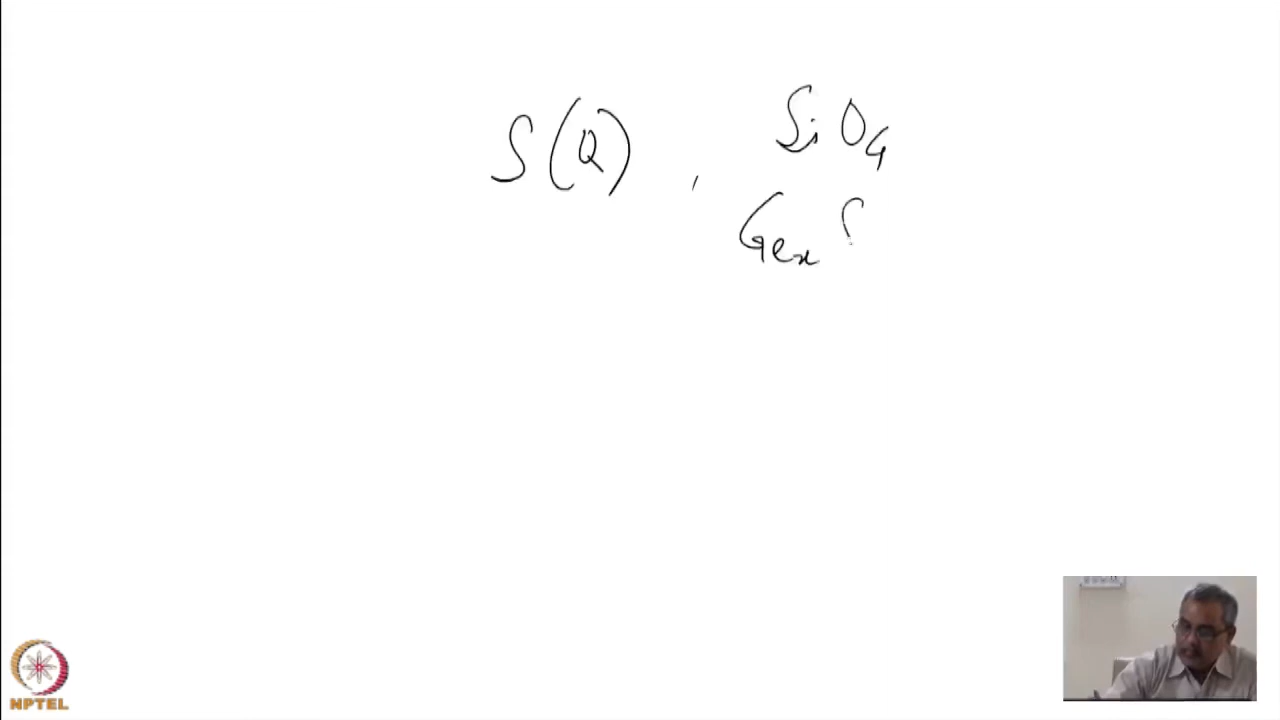 S(Q), SiO₄
Geₓ S
NPTEL